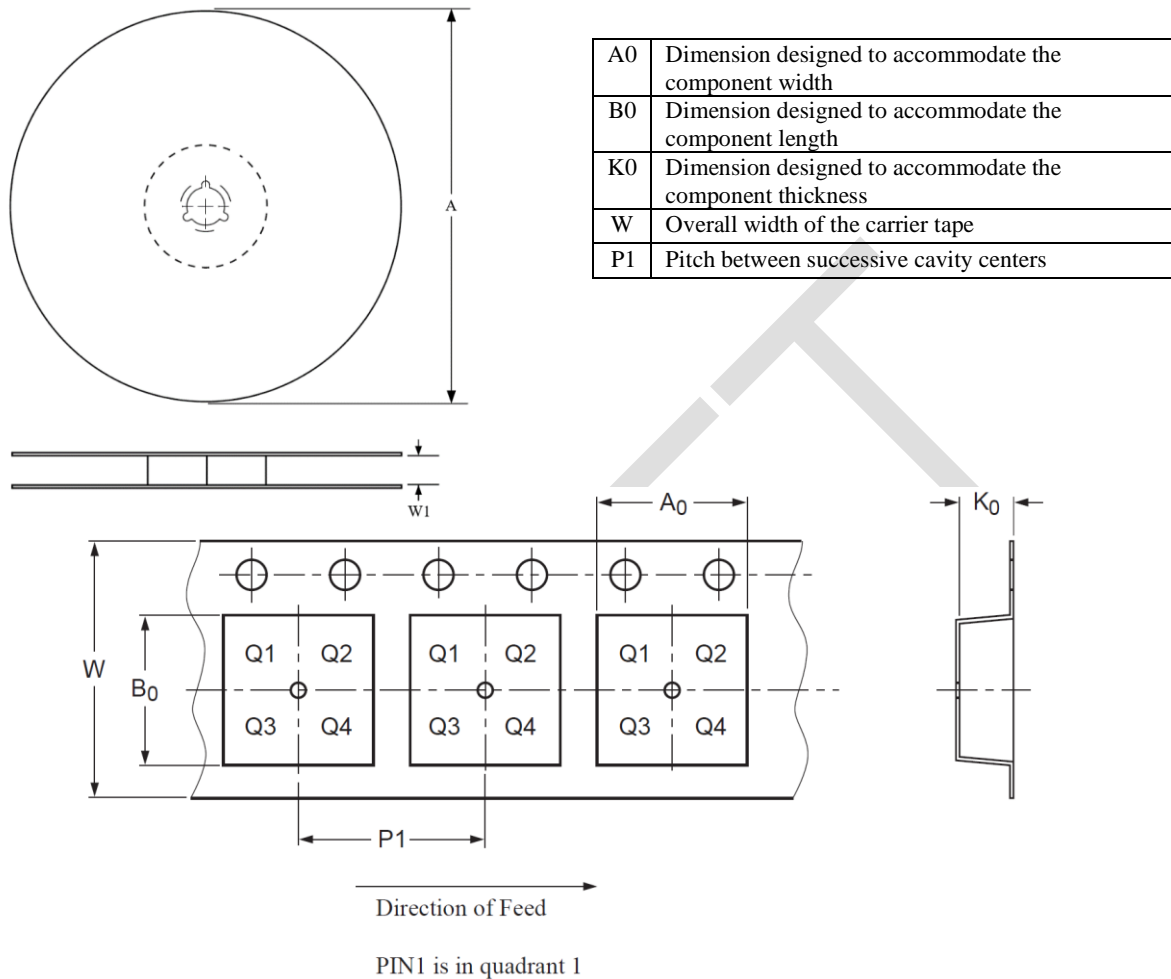 A
A0 Dimension designed to accommodate the
component width
B0 Dimension designed to accommodate the
component length
K0 Dimension designed to accommodate the
component thickness
W Overall width of the carrier tape
P1 Pitch between successive cavity centers
W1
A0
K0
W
B0
Q1 Q2 Q1 Q2 Q1 Q2
Q3 Q4 Q3 Q4 Q3 Q4
P1
Direction of Feed
PIN1 is in quadrant 1